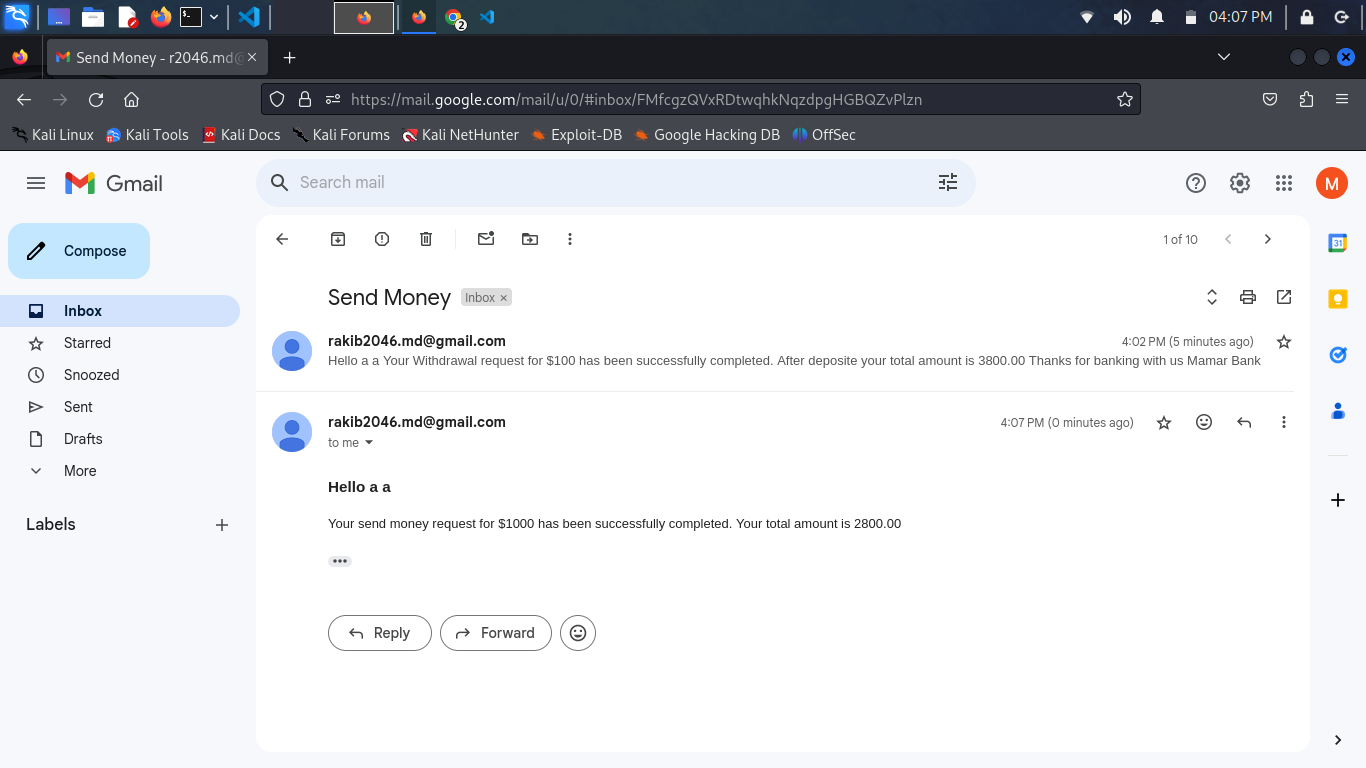 04:07 PM
2
Send Money - r2046.md@
https://mail.google.com/mail/u/0/#inbox/FMfcgzQVxRDtwqhkNqzdpgHGBQZvPlzn
Kali Linux Kali Tools Kali Docs Kali Forums Kali NetHunter Exploit-DB Google Hacking DB OffSec
Gmail
Search mail
M
Compose
1 of 10
31
Inbox
Starred
Snoozed
Sent
Drafts
More
Labels
Send Money Inbox ×
rakib2046.md@gmail.com 4:02 PM (5 minutes ago)
Hello a a Your Withdrawal request for $100 has been successfully completed. After deposite your total amount is 3800.00 Thanks for banking with us Mamar Bank
rakib2046.md@gmail.com 4:07 PM (0 minutes ago)
to me
Hello a a
Your send money request for $1000 has been successfully completed. Your total amount is 2800.00
Reply Forward